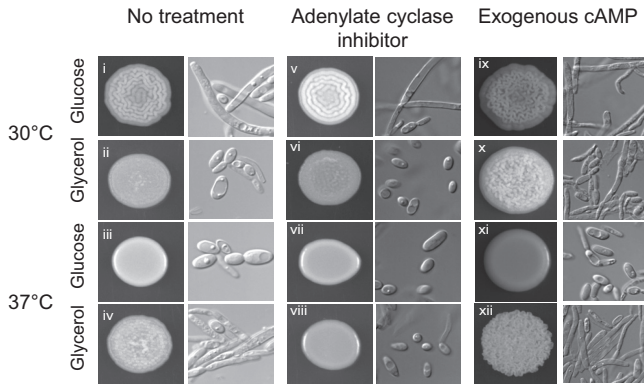 No treatment
Adenylate cyclase inhibitor
Exogenous cAMP
30°C
Glucose
i
v
ix
Glycerol
ii
vi
x
37°C
Glucose
iii
vii
xi
Glycerol
iv
viii
xii